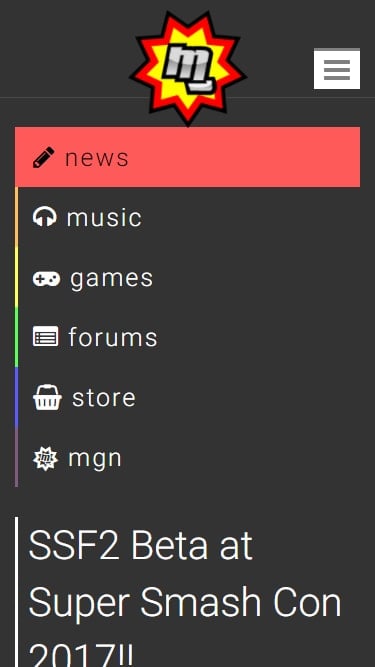 news
music
games
forums
store
mgn
SSF2 Beta at
Super Smash Con
2017!!